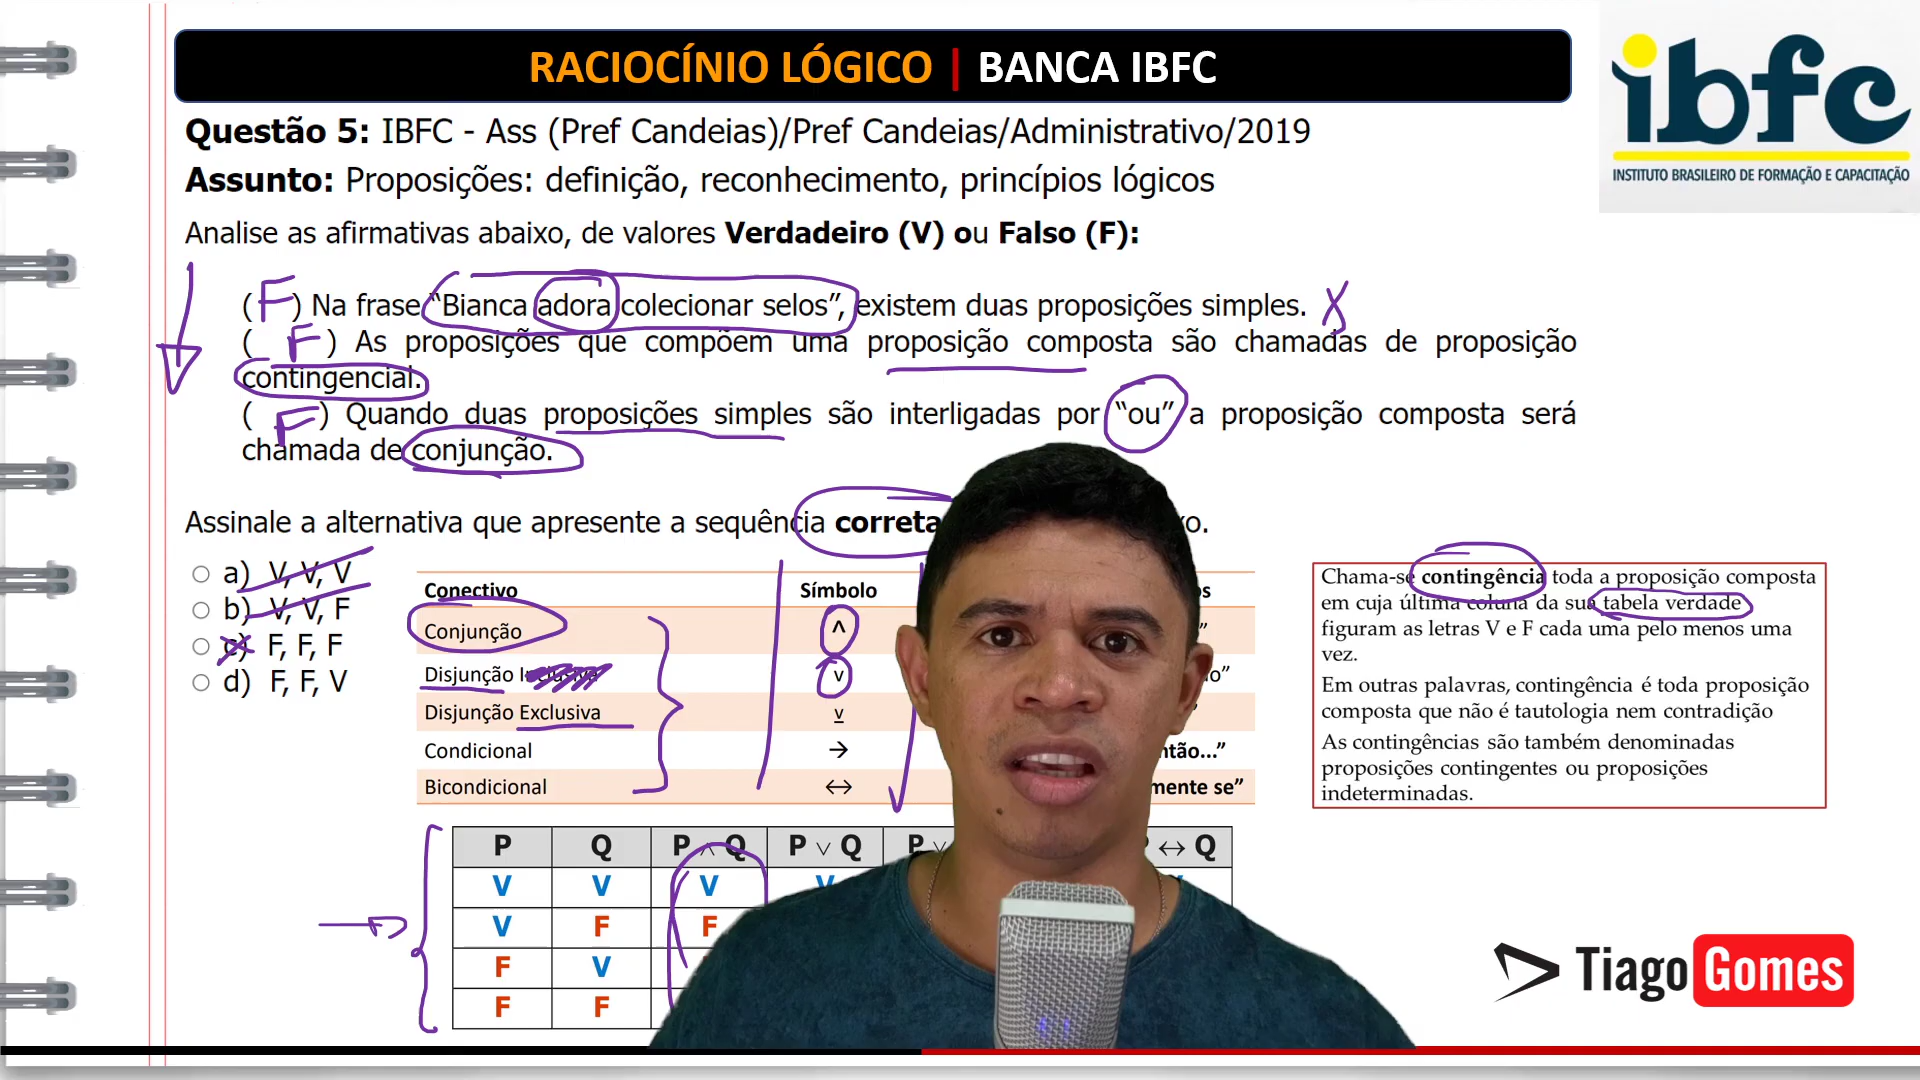 RACIOCÍNIO LÓGICO | BANCA IBFC
ibfc
INSTITUTO BRASILEIRO DE FORMAÇÃO E CAPACITAÇÃO
Questão 5: IBFC - Ass (Pref Candeias)/Pref Candeias/Administrativo/2019
Assunto: Proposições: definição, reconhecimento, princípios lógicos
Analise as afirmativas abaixo, de valores Verdadeiro (V) ou Falso (F):
( F ) Na frase "Bianca adora colecionar selos", existem duas proposições simples. X
( F ) As proposições que compõem uma proposição composta são chamadas de proposição
contingencial.
( F ) Quando duas proposições simples são interligadas por "ou" a proposição composta será
chamada de conjunção.
Assinale a alternativa que apresente a sequência correta xo.
a) V, V, V
b) V, V, F
c) F, F, F
d) F, F, V
Conectivo Símbolo os
Conjunção ^ "
Disjunção v o"
Disjunção Exclusiva v "
Condicional → ntão..."
Bicondicional ↔ mente se"
P Q P ∧ Q P ∨ Q P ∨ ↔ Q
V V V V
V F F
F V
F F
Chama-se contingência toda a proposição composta
em cuja última coluna da sua tabela verdade
figuram as letras V e F cada uma pelo menos uma
vez.
Em outras palavras, contingência é toda proposição
composta que não é tautologia nem contradição
As contingências são também denominadas
proposições contingentes ou proposições
indeterminadas.
Tiago Gomes